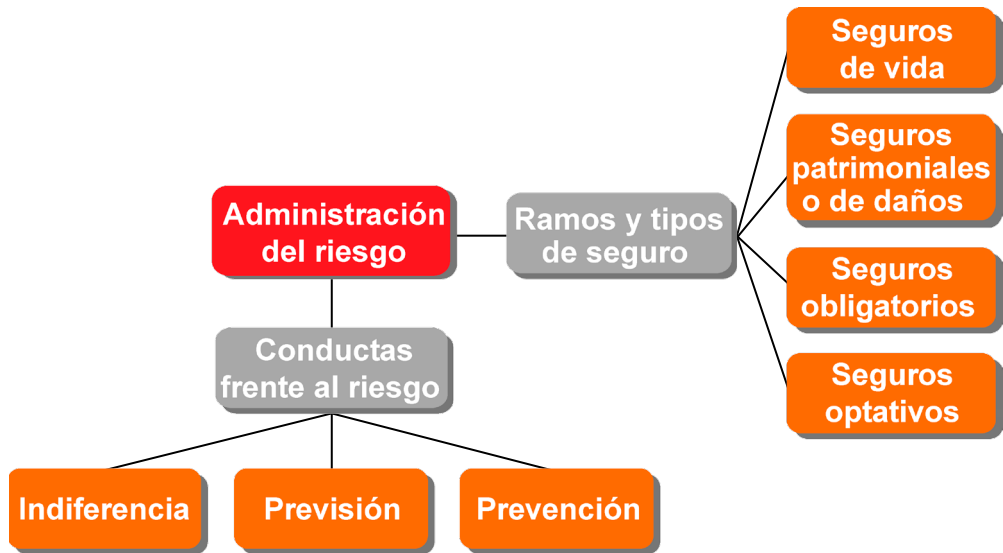 Seguros
de vida
Seguros
patrimoniales
o de daños
Administración
del riesgo
Ramos y tipos
de seguro
Seguros
obligatorios
Conductas
frente al riesgo
Seguros
optativos
Indiferencia
Previsión
Prevención